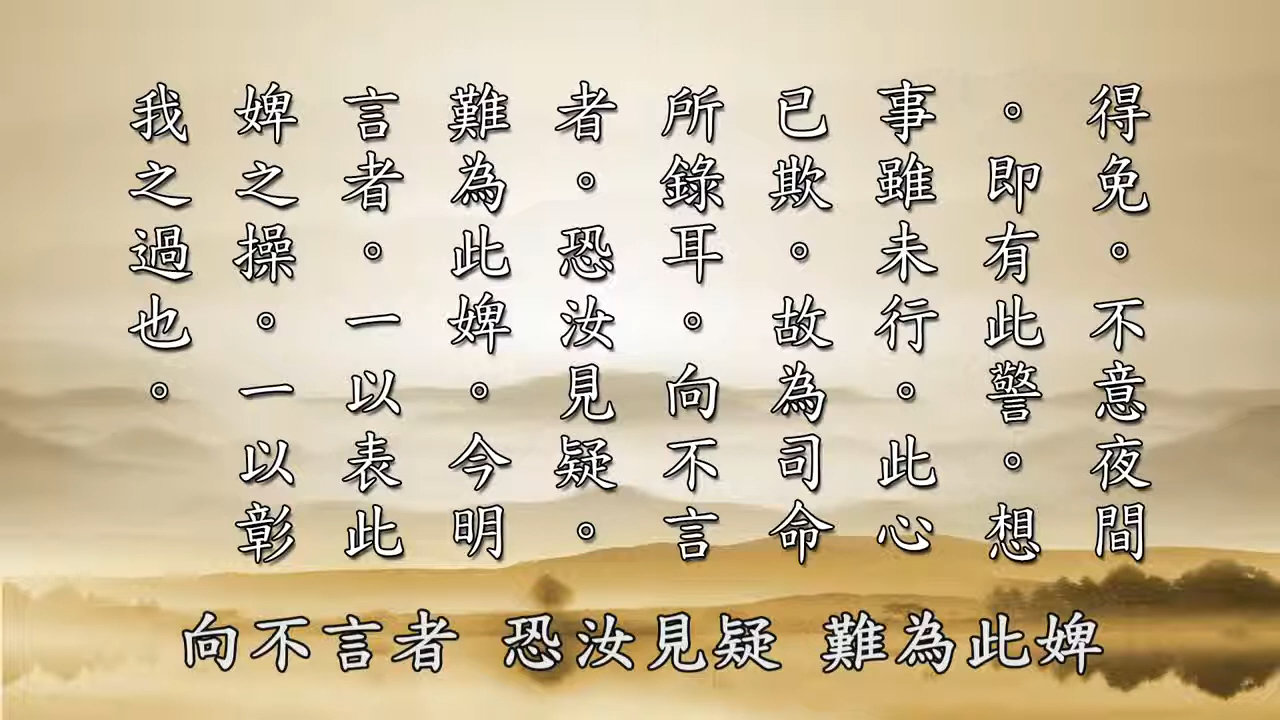 得免。不意夜間
。即有此警。想
事雖未行。此心
已欺。故為司命
所錄耳。向不言
者。恐汝見疑。
難為此婢。今明
言者。一以表此
婢之操。一以彰
我之過也。
向不言者 恐汝見疑 難為此婢